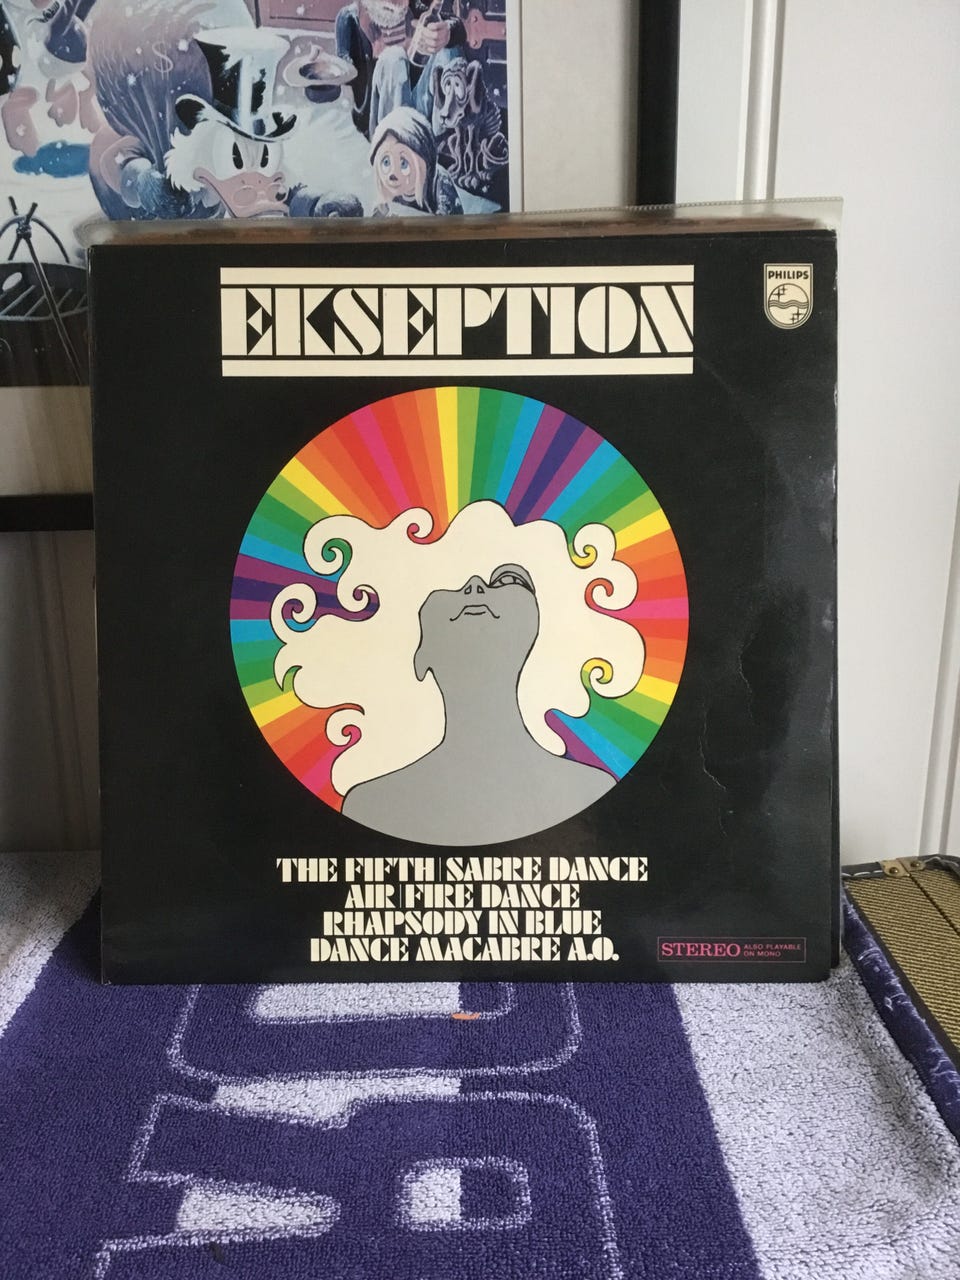 EKSEPTION
PHILIPS
THE FIFTH | SABRE DANCE
AIR | FIRE DANCE
RHAPSODY IN BLUE
DANCE MACABRE A.O.
STEREO ALSO PLAYABLE
ON MONO